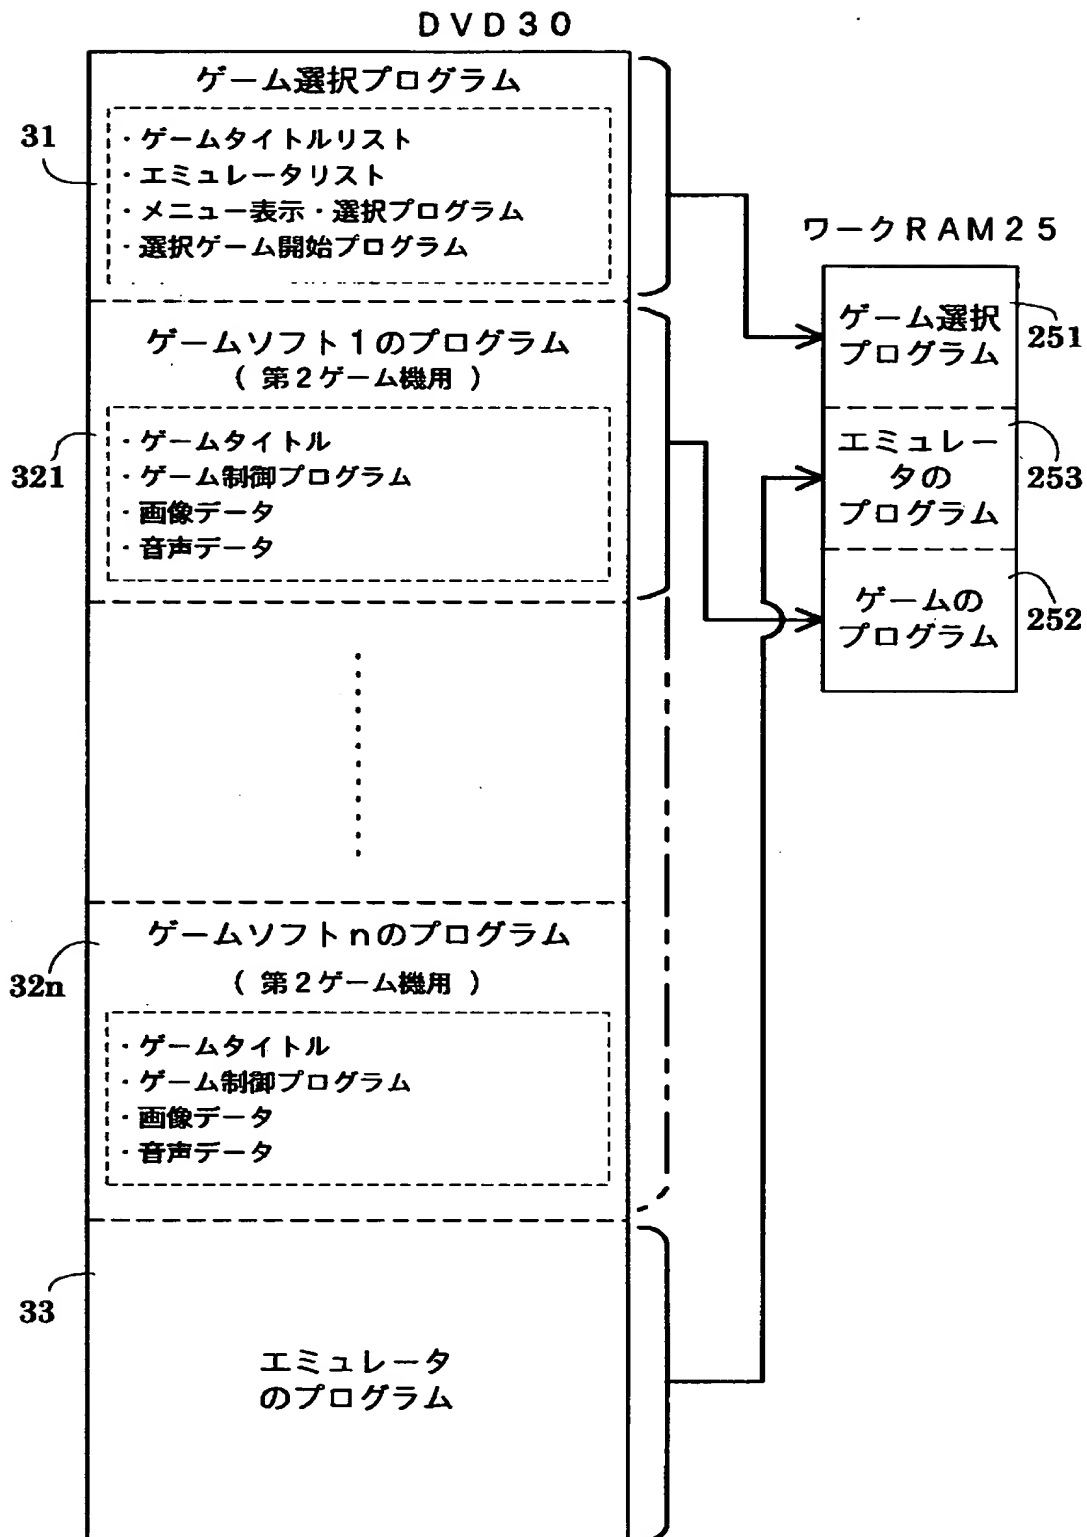 DVD30
ゲーム選択プログラム
31
・ゲームタイトルリスト
・エミュレータリスト
・メニュー表示・選択プログラム
・選択ゲーム開始プログラム
ゲームソフト1のプログラム
(第2ゲーム機用)
321
・ゲームタイトル
・ゲーム制御プログラム
・画像データ
・音声データ
ゲームソフトnのプログラム
32n
(第2ゲーム機用)
・ゲームタイトル
・ゲーム制御プログラム
・画像データ
・音声データ
33
エミュレータ
のプログラム
ワークRAM25
ゲーム選択
プログラム
251
エミュレー
タの
プログラム
253
ゲームの
プログラム
252